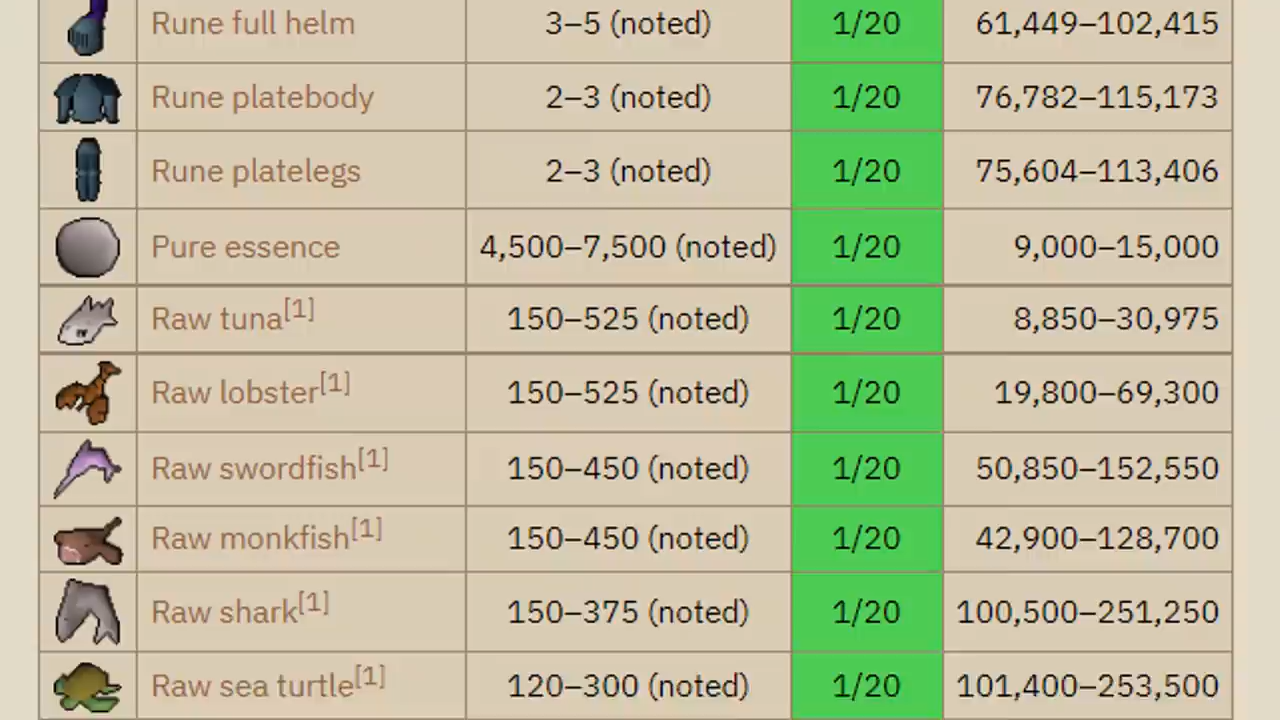 Rune full helm 3–5 (noted) 1/20 61,449–102,415
Rune platebody 2–3 (noted) 1/20 76,782–115,173
Rune platelegs 2–3 (noted) 1/20 75,604–113,406
Pure essence 4,500–7,500 (noted) 1/20 9,000–15,000
Raw tuna[1] 150–525 (noted) 1/20 8,850–30,975
Raw lobster[1] 150–525 (noted) 1/20 19,800–69,300
Raw swordfish[1] 150–450 (noted) 1/20 50,850–152,550
Raw monkfish[1] 150–450 (noted) 1/20 42,900–128,700
Raw shark[1] 150–375 (noted) 1/20 100,500–251,250
Raw sea turtle[1] 120–300 (noted) 1/20 101,400–253,500